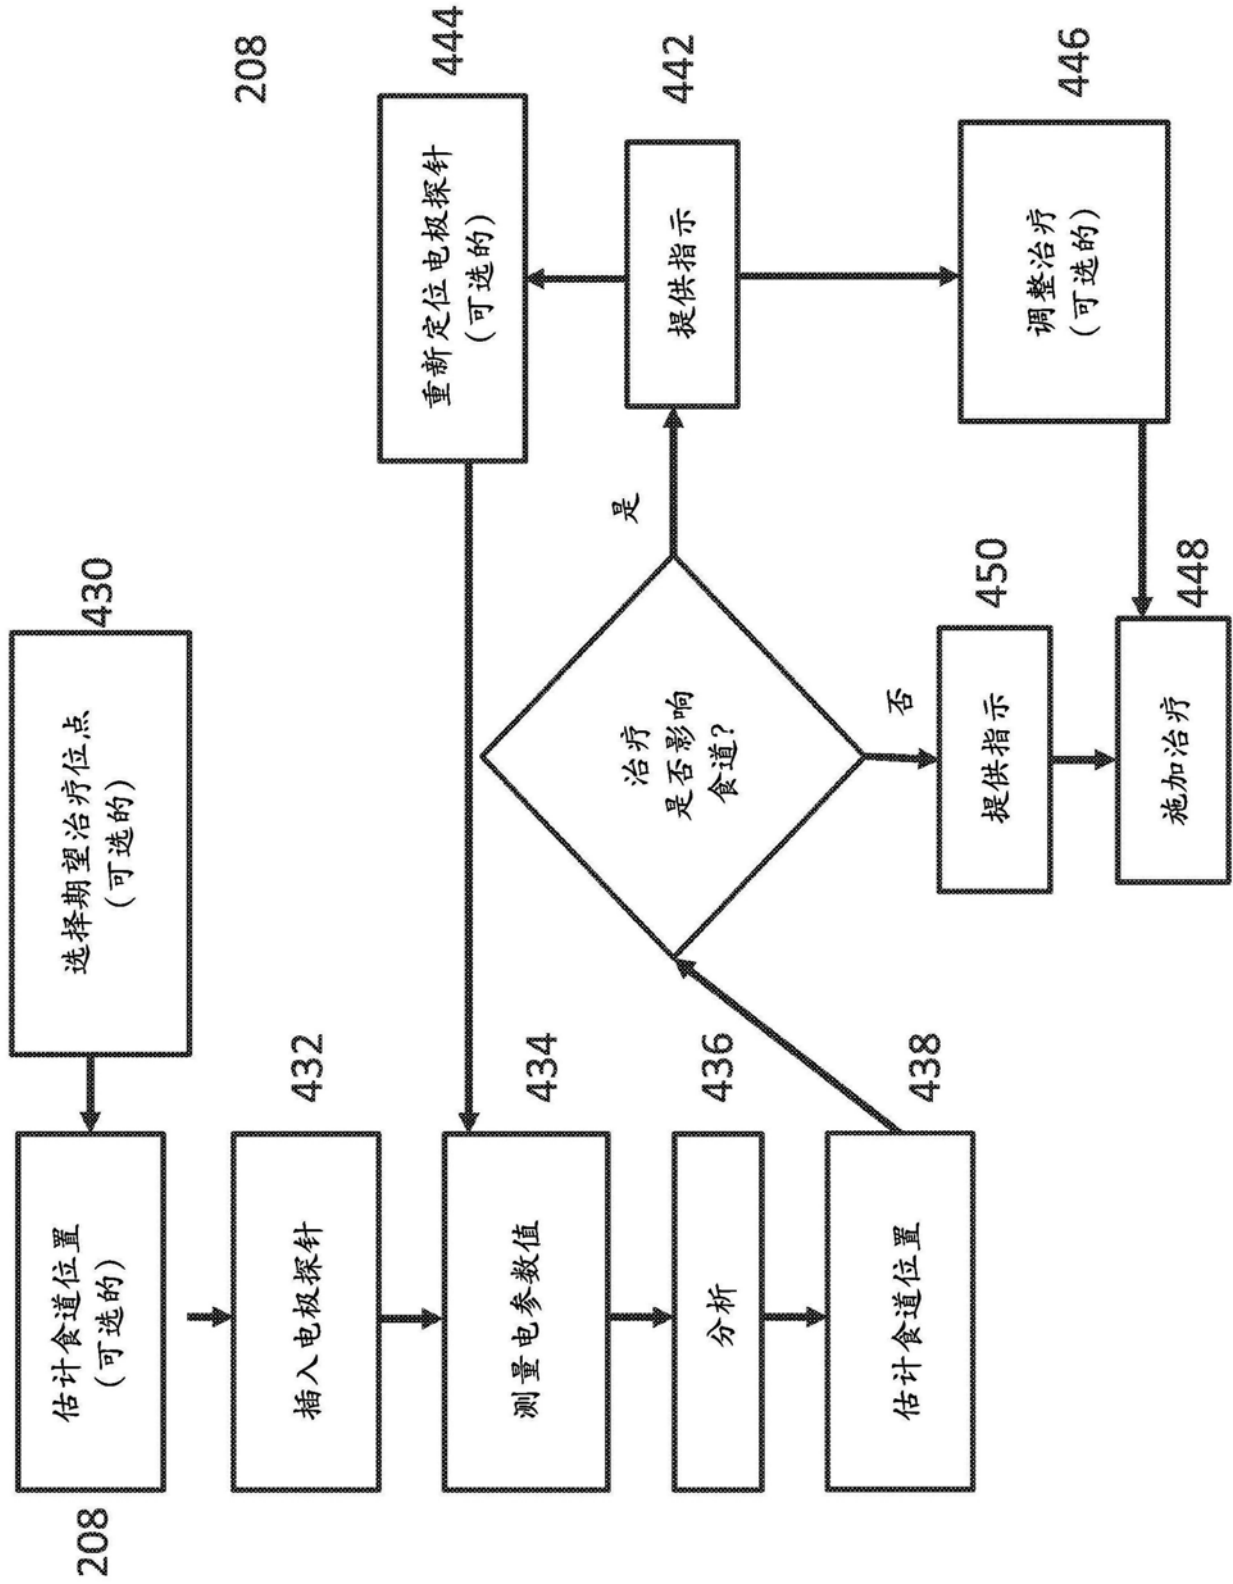 选择期望治疗位点
(可选的)
430
估计食道位置
(可选的)
208
插入电极探针
432
测量电参数值
434
分析
436
估计食道位置
438
治疗
是否影响
食道?
是
否
提供指示
442
重新定位电极探针
(可选的)
444
208
调整治疗
(可选的)
446
提供指示
450
施加治疗
448